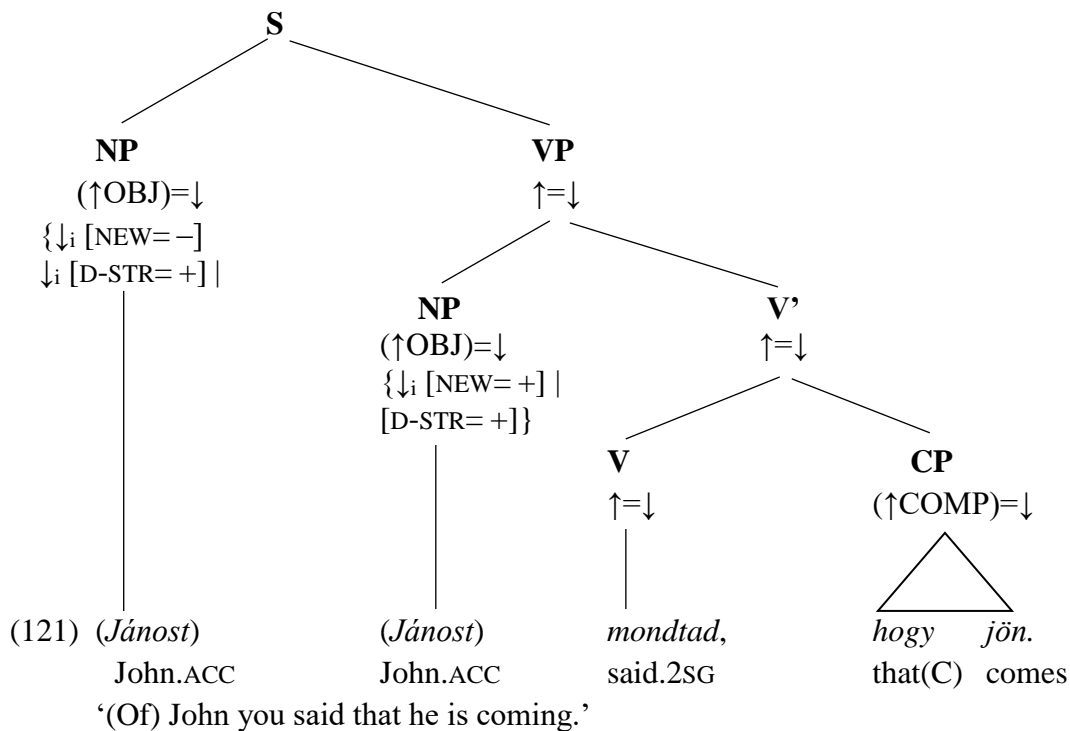 S
NP VP
(↑OBJ)=↓ ↑=↓
{↓i [NEW= –]
↓i [D-STR= +] |
NP V’
(↑OBJ)=↓ ↑=↓
{↓i [NEW= +] |
[D-STR= +]}
V CP
↑=↓ (↑COMP)=↓
(121) (Jánost) (Jánost) mondtad, hogy jön.
John.ACC John.ACC said.2SG that(C) comes
‘(Of) John you said that he is coming.’